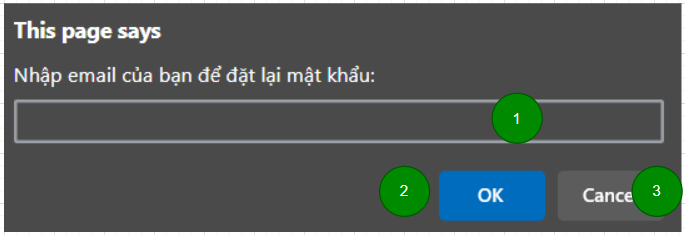 This page says
Nhập email của bạn để đặt lại mật khẩu:
1
2
OK
Cance
3